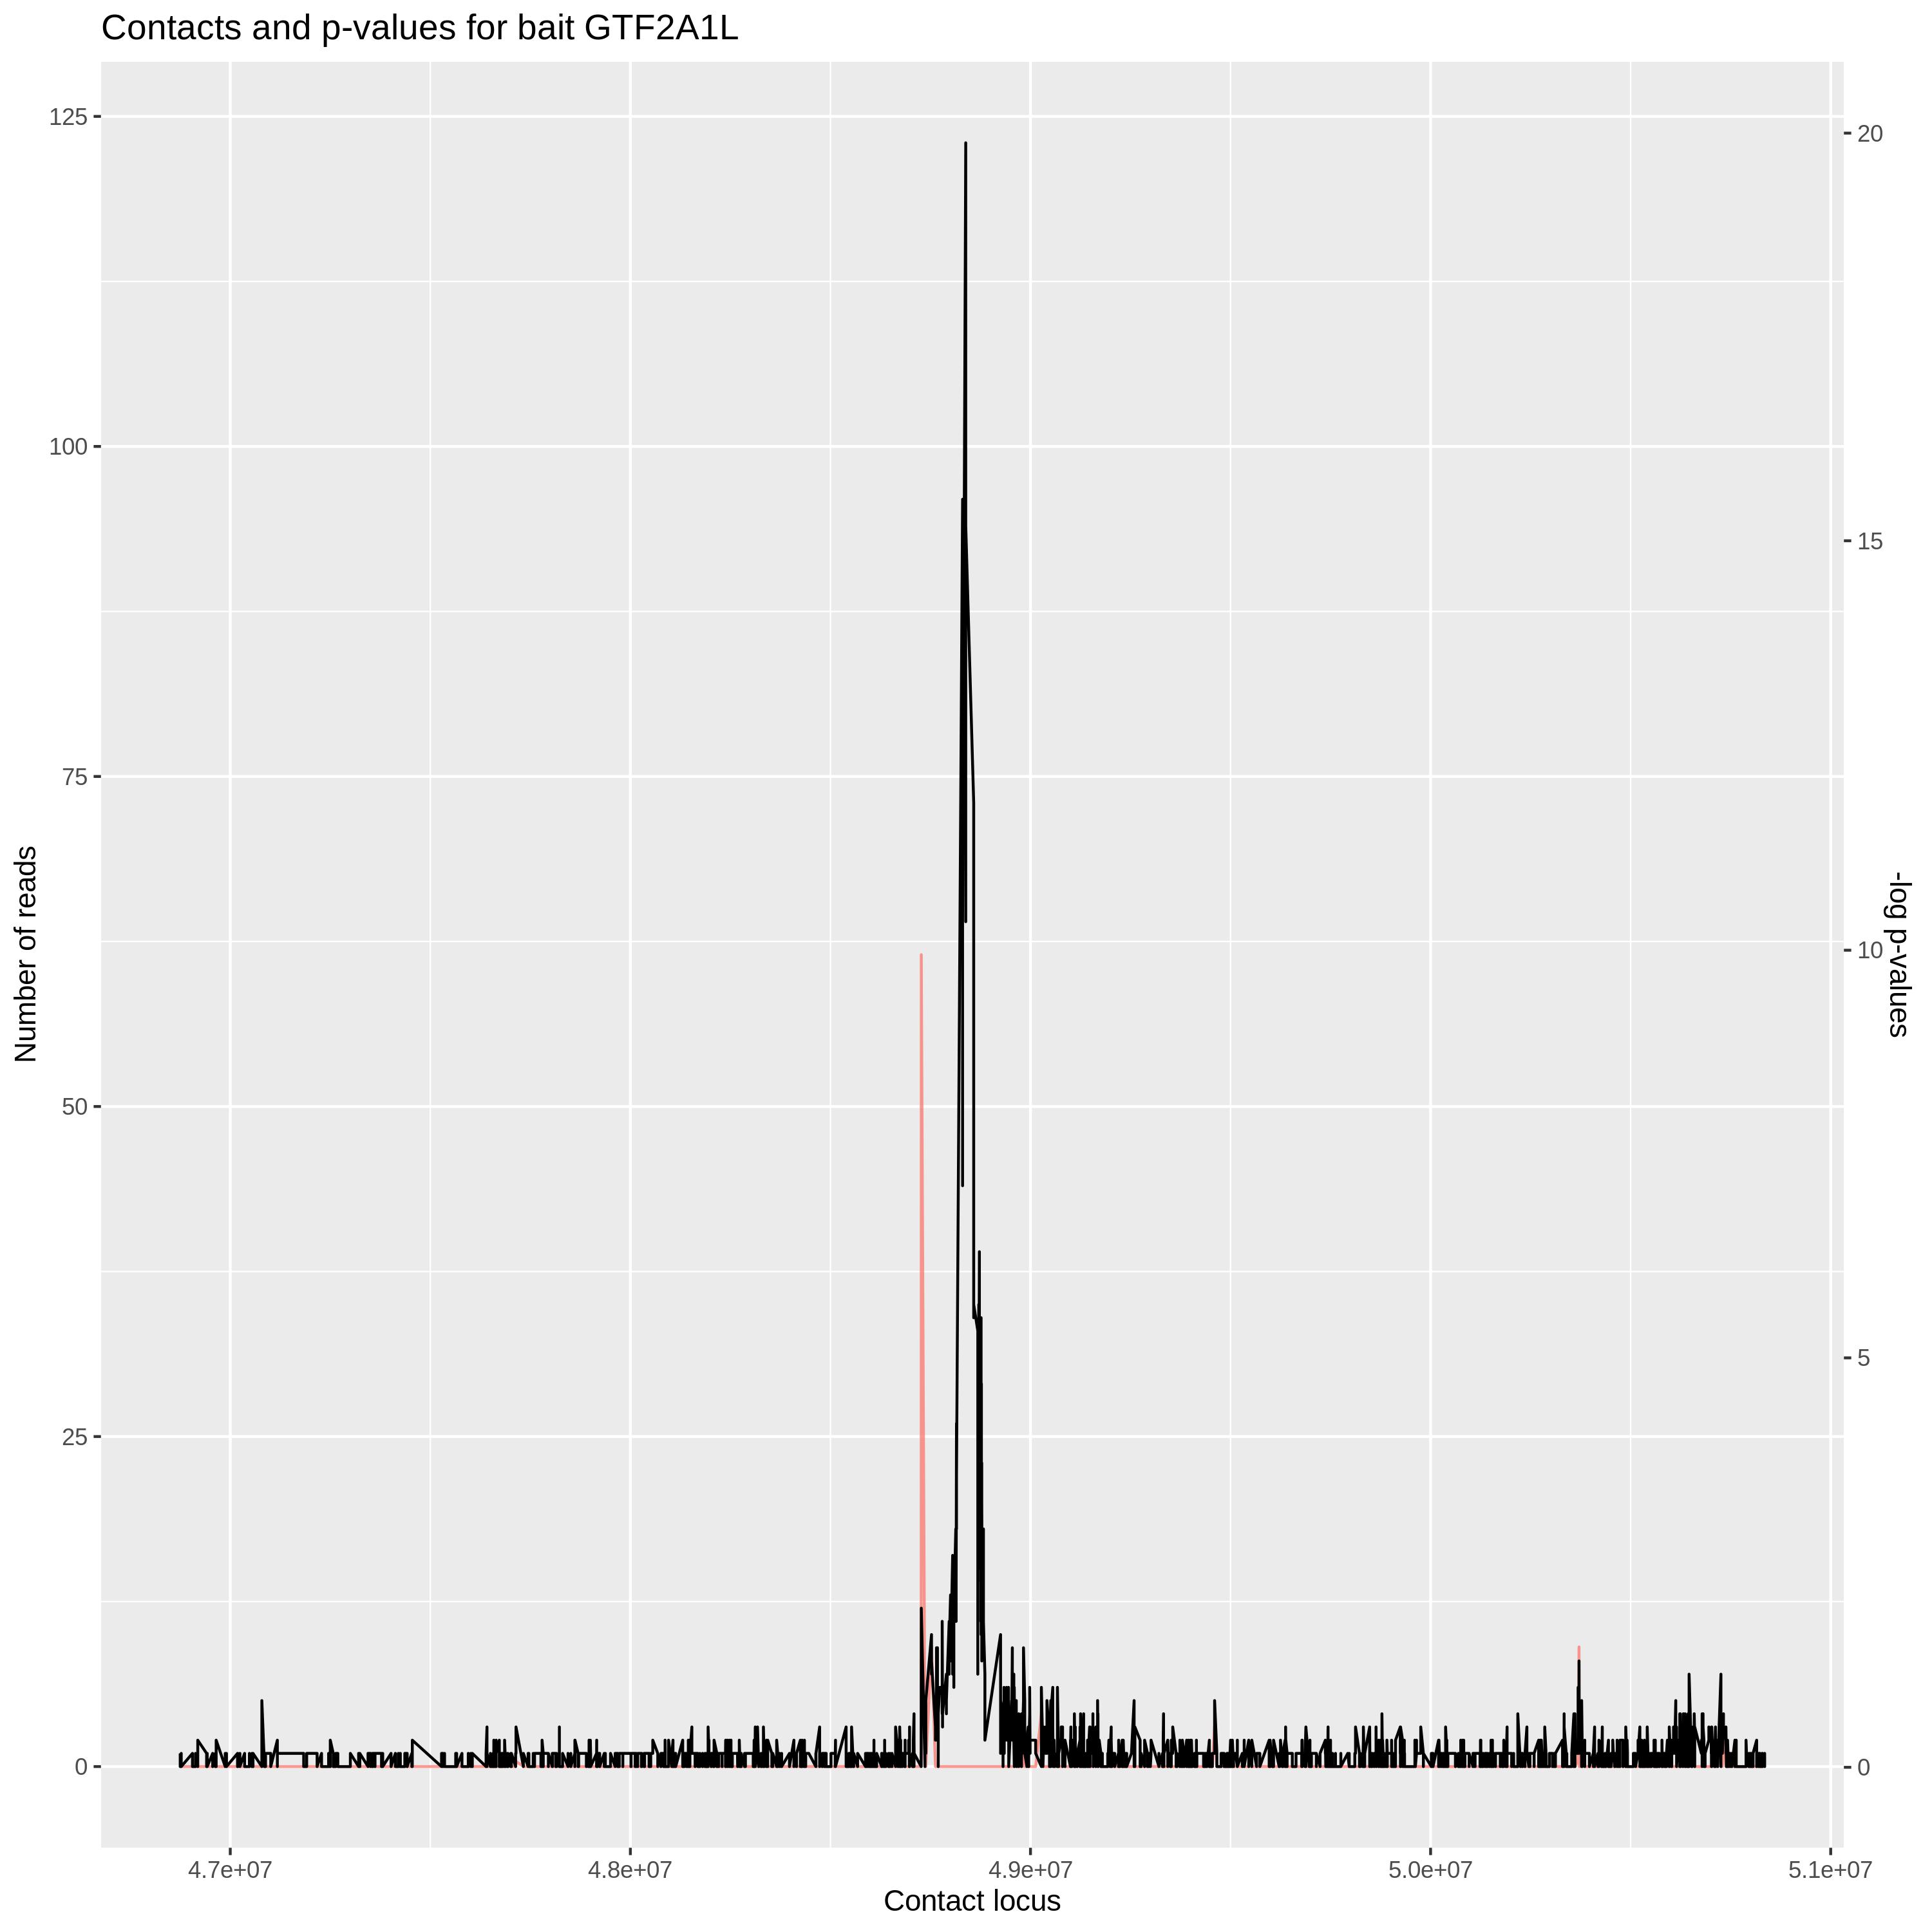 Contacts and p-values for bait GTF2A1L
125
100
75
50
25
0
Number of reads
20
15
10
5
0
-log p-values
4.7e+07
4.8e+07
4.9e+07
5.0e+07
5.1e+07
Contact locus